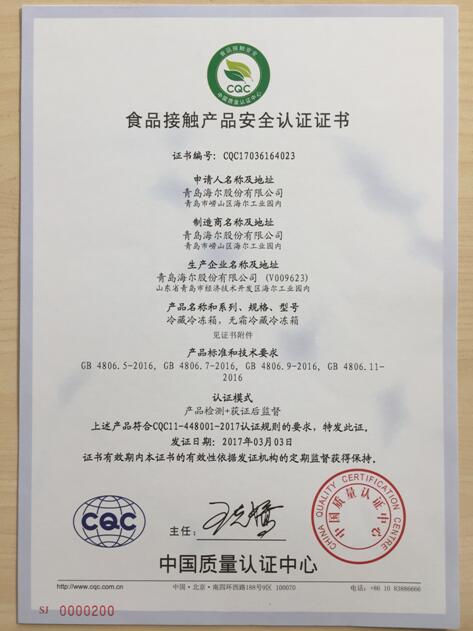 食品接触安全
CQC
中国质量认证中心
食品接触产品安全认证证书
证书编号：CQC17036164023
申请人名称及地址
青岛海尔股份有限公司
青岛市崂山区海尔工业园内
制造商名称及地址
青岛海尔股份有限公司
青岛市崂山区海尔工业园内
生产企业名称及地址
青岛海尔股份有限公司 (V009623)
山东省青岛市经济技术开发区海尔工业园内
产品名称和系列、规格、型号
冷藏冷冻箱，无霜冷藏冷冻箱
见证书附件
产品标准和技术要求
GB 4806.5-2016, GB 4806.7-2016, GB 4806.9-2016, GB 4806.11-
2016
认证模式
产品检测+获证后监督
上述产品符合CQC11-448001-2017认证规则的要求，特发此证。
发证日期：2017年03月03日
证书有效期内本证书的有效性依据发证机构的定期监督获得保持。
CQC
主任：
CHINA QUALITY CERTIFICATION CENTRE
中国质量认证中心
中国质量认证中心
http://www.cqc.com.cn
中国·北京·南四环西路188号9区 100070
电话：+86 10 83886666
SJ 0000200